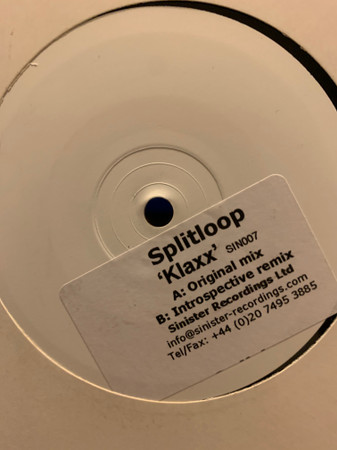 Splitloop
'Klaxx' SIN007
A: Original mix
B: Introspective remix
Sinister Recordings Ltd
info@sinister-recordings.com
Tel/Fax: +44 (0)20 7495 3885